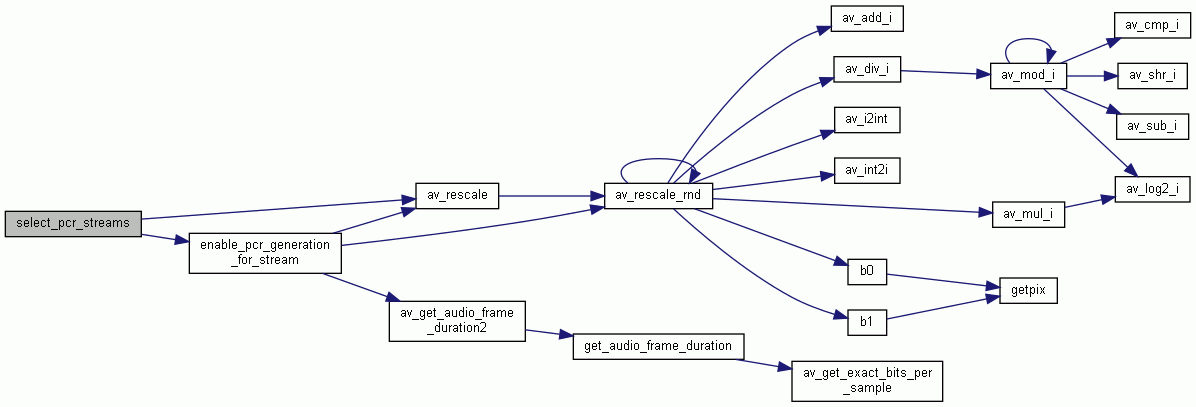 select_pcr_streams
enable_pcr_generation
_for_stream
av_rescale
av_get_audio_frame
_duration2
get_audio_frame_duration
av_rescale_rnd
av_get_exact_bits_per
_sample
av_add_i
av_div_i
av_i2int
av_int2i
b0
b1
av_mod_i
av_mul_i
getpix
av_cmp_i
av_shr_i
av_sub_i
av_log2_i